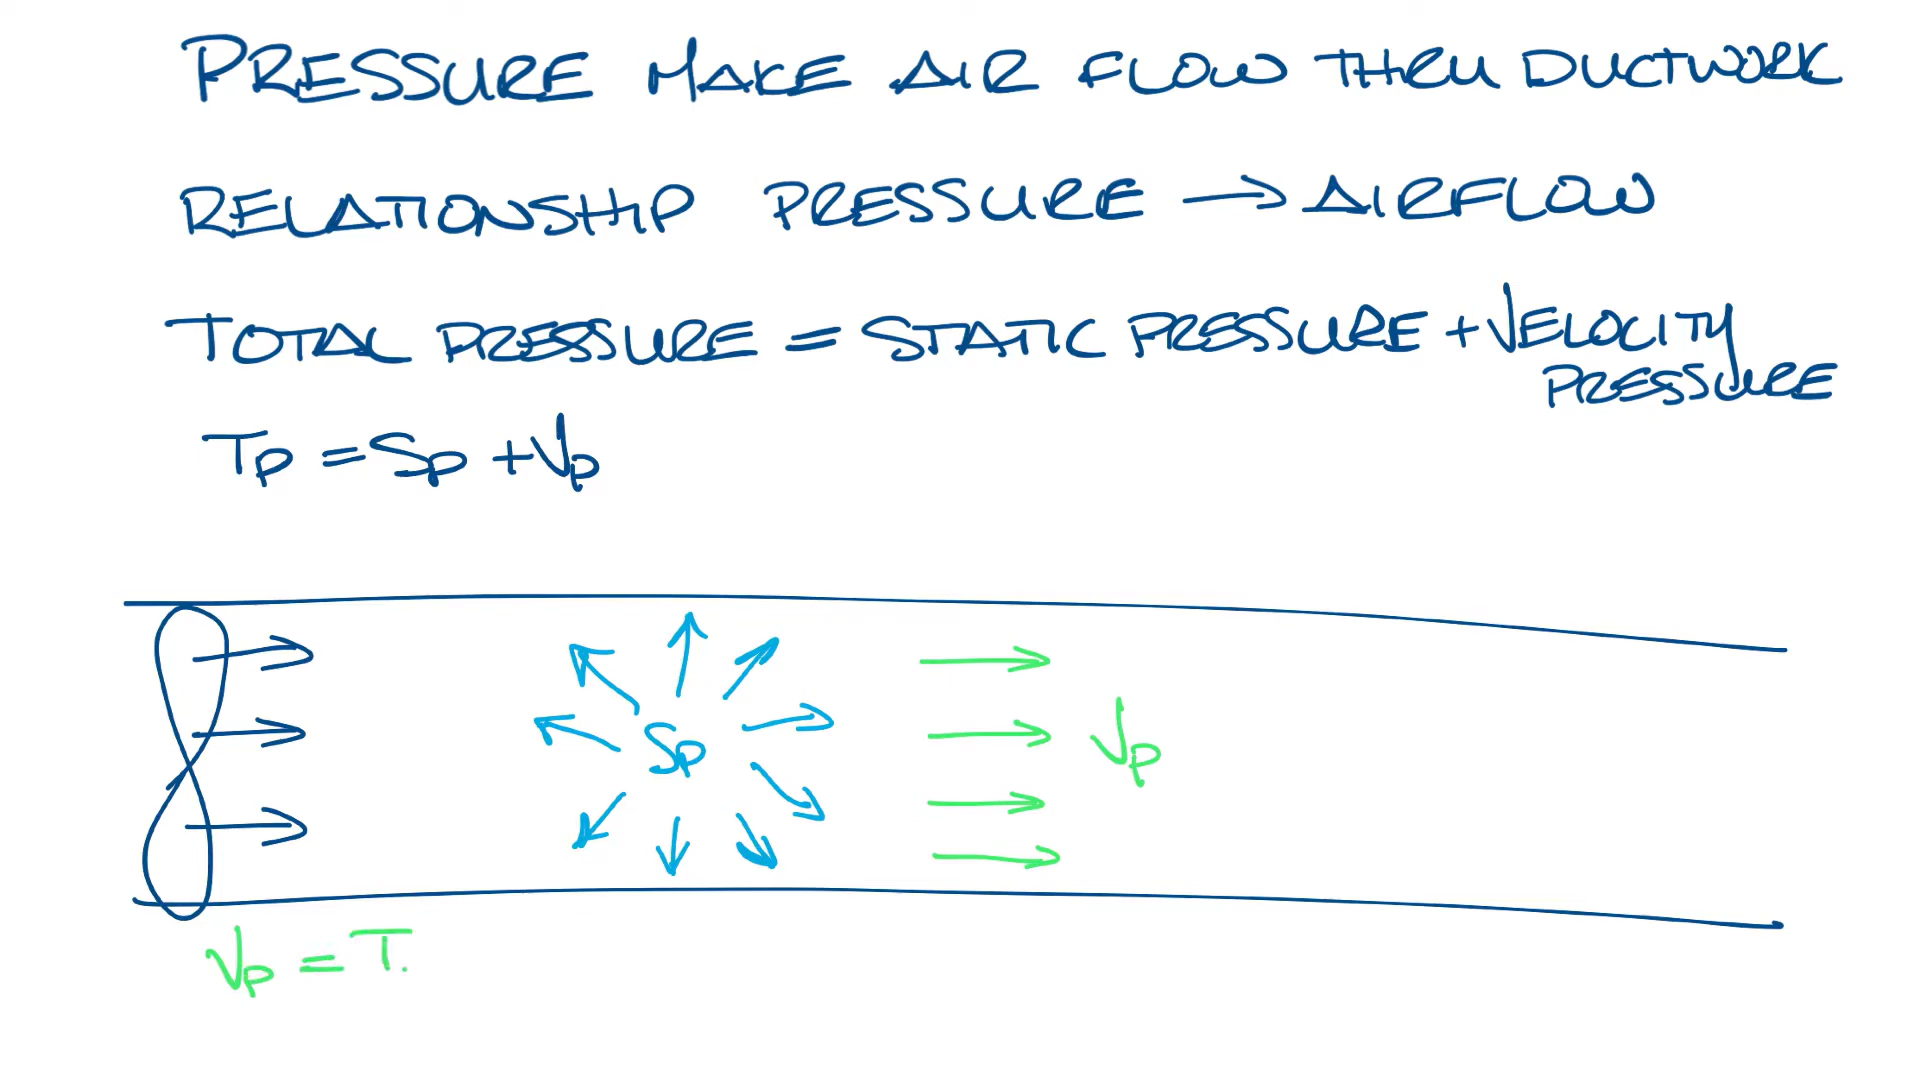 PRESSURE MAKE AIR FLOW THRU DUCTWORK
RELATIONSHIP PRESSURE → AIRFLOW
TOTAL PRESSURE = STATIC PRESSURE + VELOCITY
PRESSURE
Tp = Sp + Vp
Sp
Vp
Vp = T.